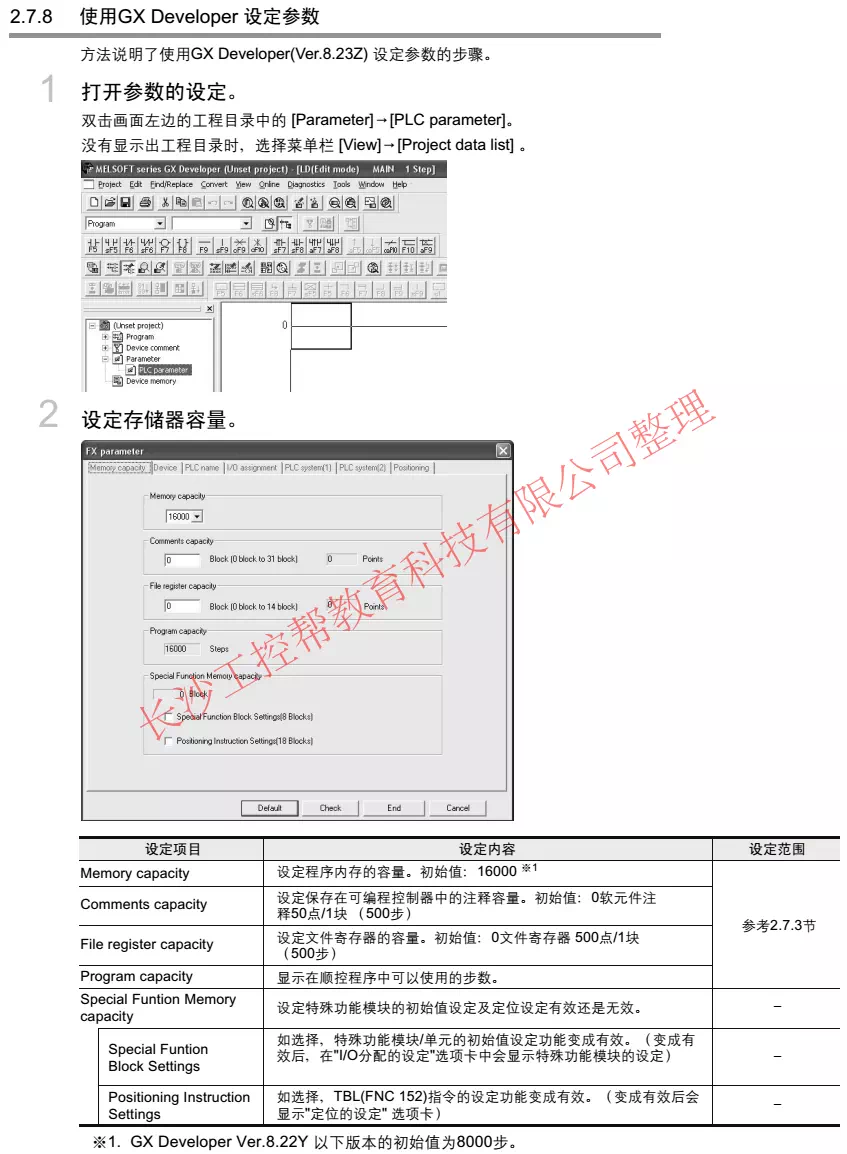 2.7.8 使用GX Developer 设定参数
方法说明了使用GX Developer(Ver.8.23Z) 设定参数的步骤。
1 打开参数的设定。
双击画面左边的工程目录中的 [Parameter]→[PLC parameter]。
没有显示出工程目录时，选择菜单栏 [View]→[Project data list] 。
MELSOFT series GX Developer (Unset project) - [LD(Edit mode) MAIN 1 Step]
Project Edit Find/Replace Convert View Online Diagnostics Tools Window Help
Program
F5 sF5 F6 sF6 F7 F8 F9 sF9 cF9 cF10 sF7 sF8 aF7 aF8
(Unset project)
0
Program
Device comment
Parameter
PLC parameter
Device memory
2 设定存储器容量。
FX parameter
Memory capacity Device PLC name I/O assignment PLC system(1) PLC system(2) Positioning
Memory capacity
16000
Comments capacity
0 Block (0 block to 31 block) 0 Points
File register capacity
0 Block (0 block to 14 block) 0 Points
Program capacity
16000 Steps
Special Function Memory capacity
0 Block
Special Function Block Settings(8 Blocks)
Positioning Instruction Settings(18 Blocks)
Default Check End Cancel
长沙工控帮教育科技有限公司整理
设定项目 设定内容 设定范围
Memory capacity 设定程序内存的容量。初始值：16000 ※1
Comments capacity 设定保存在可编程控制器中的注释容量。初始值：0软元件注
释50点/1块 （500步）
参考2.7.3节
File register capacity 设定文件寄存器的容量。初始值：0文件寄存器 500点/1块
（500步）
Program capacity 显示在顺控程序中可以使用的步数。
Special Funtion Memory
capacity 设定特殊功能模块的初始值设定及定位设定有效还是无效。 –
Special Funtion
Block Settings 如选择，特殊功能模块/单元的初始值设定功能变成有效。（变成有
效后，在"I/O分配的设定"选项卡中会显示特殊功能模块的设定） –
Positioning Instruction
Settings 如选择，TBL(FNC 152)指令的设定功能变成有效。（变成有效后会
显示"定位的设定" 选项卡） –
※1. GX Developer Ver.8.22Y 以下版本的初始值为8000步。